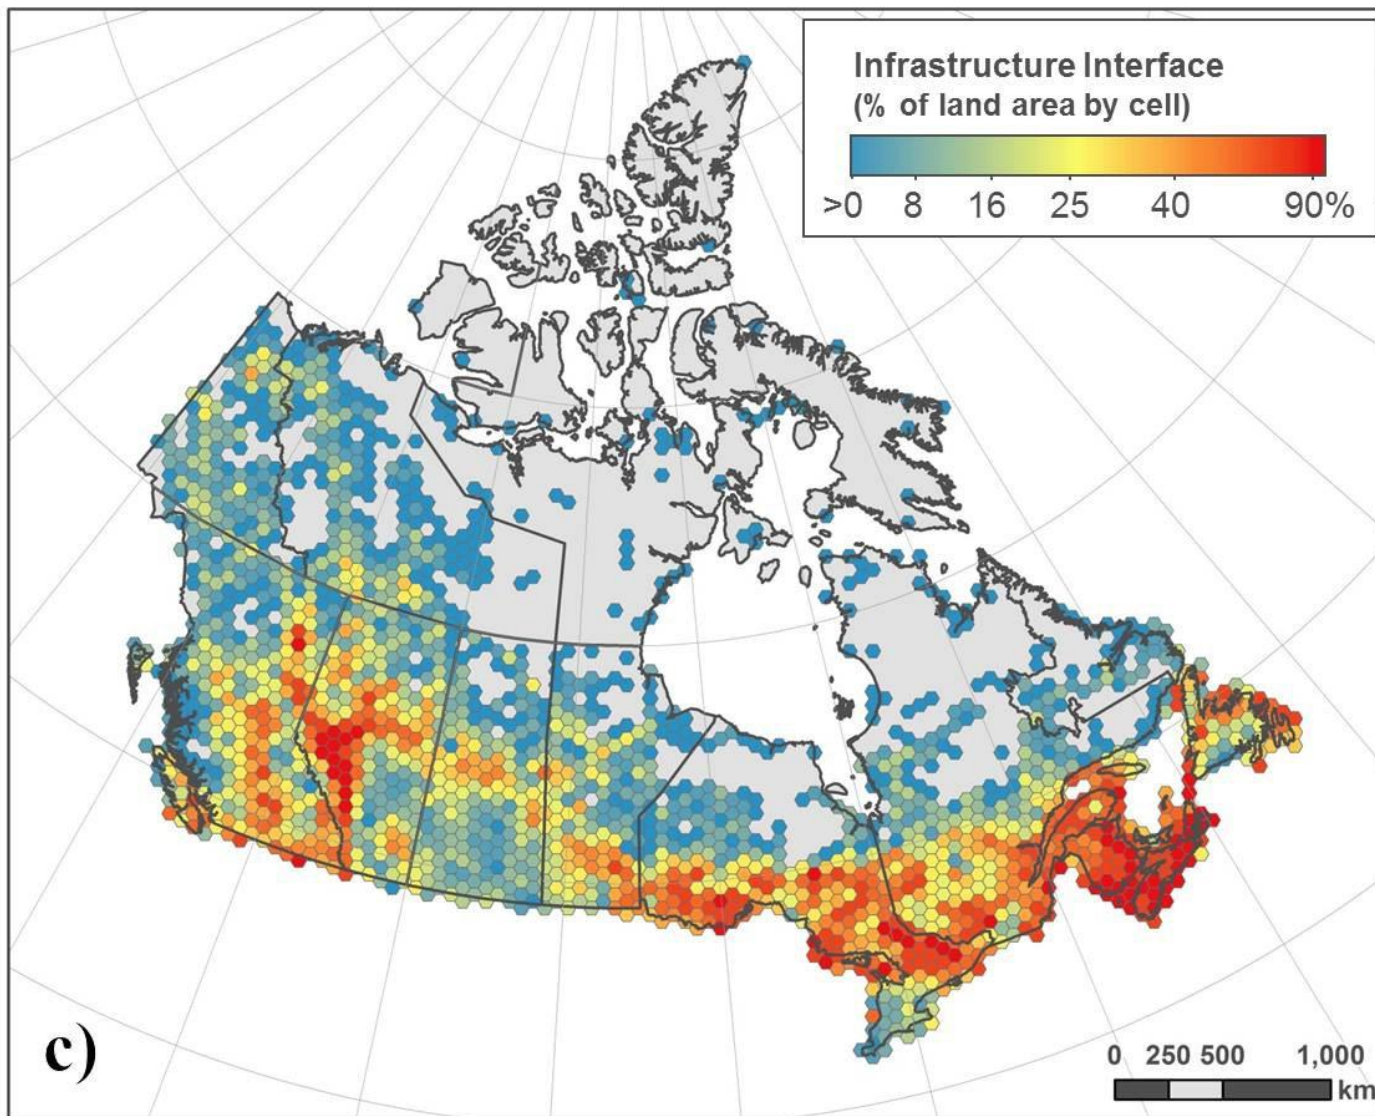 Infrastructure Interface
(% of land area by cell)
>0 8 16 25 40 90%
c)
0 250 500 1,000
km